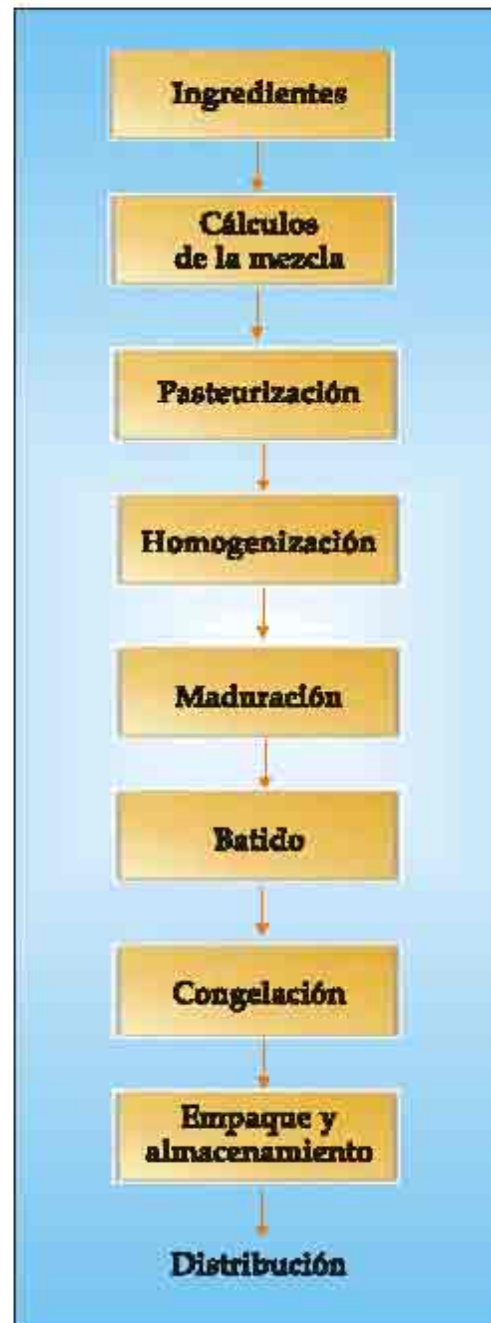 Ingredientes
Cálculos
de la mezcla
Pasteurización
Homogenización
Maduración
Batido
Congelación
Empaque y
almacenamiento
Distribución